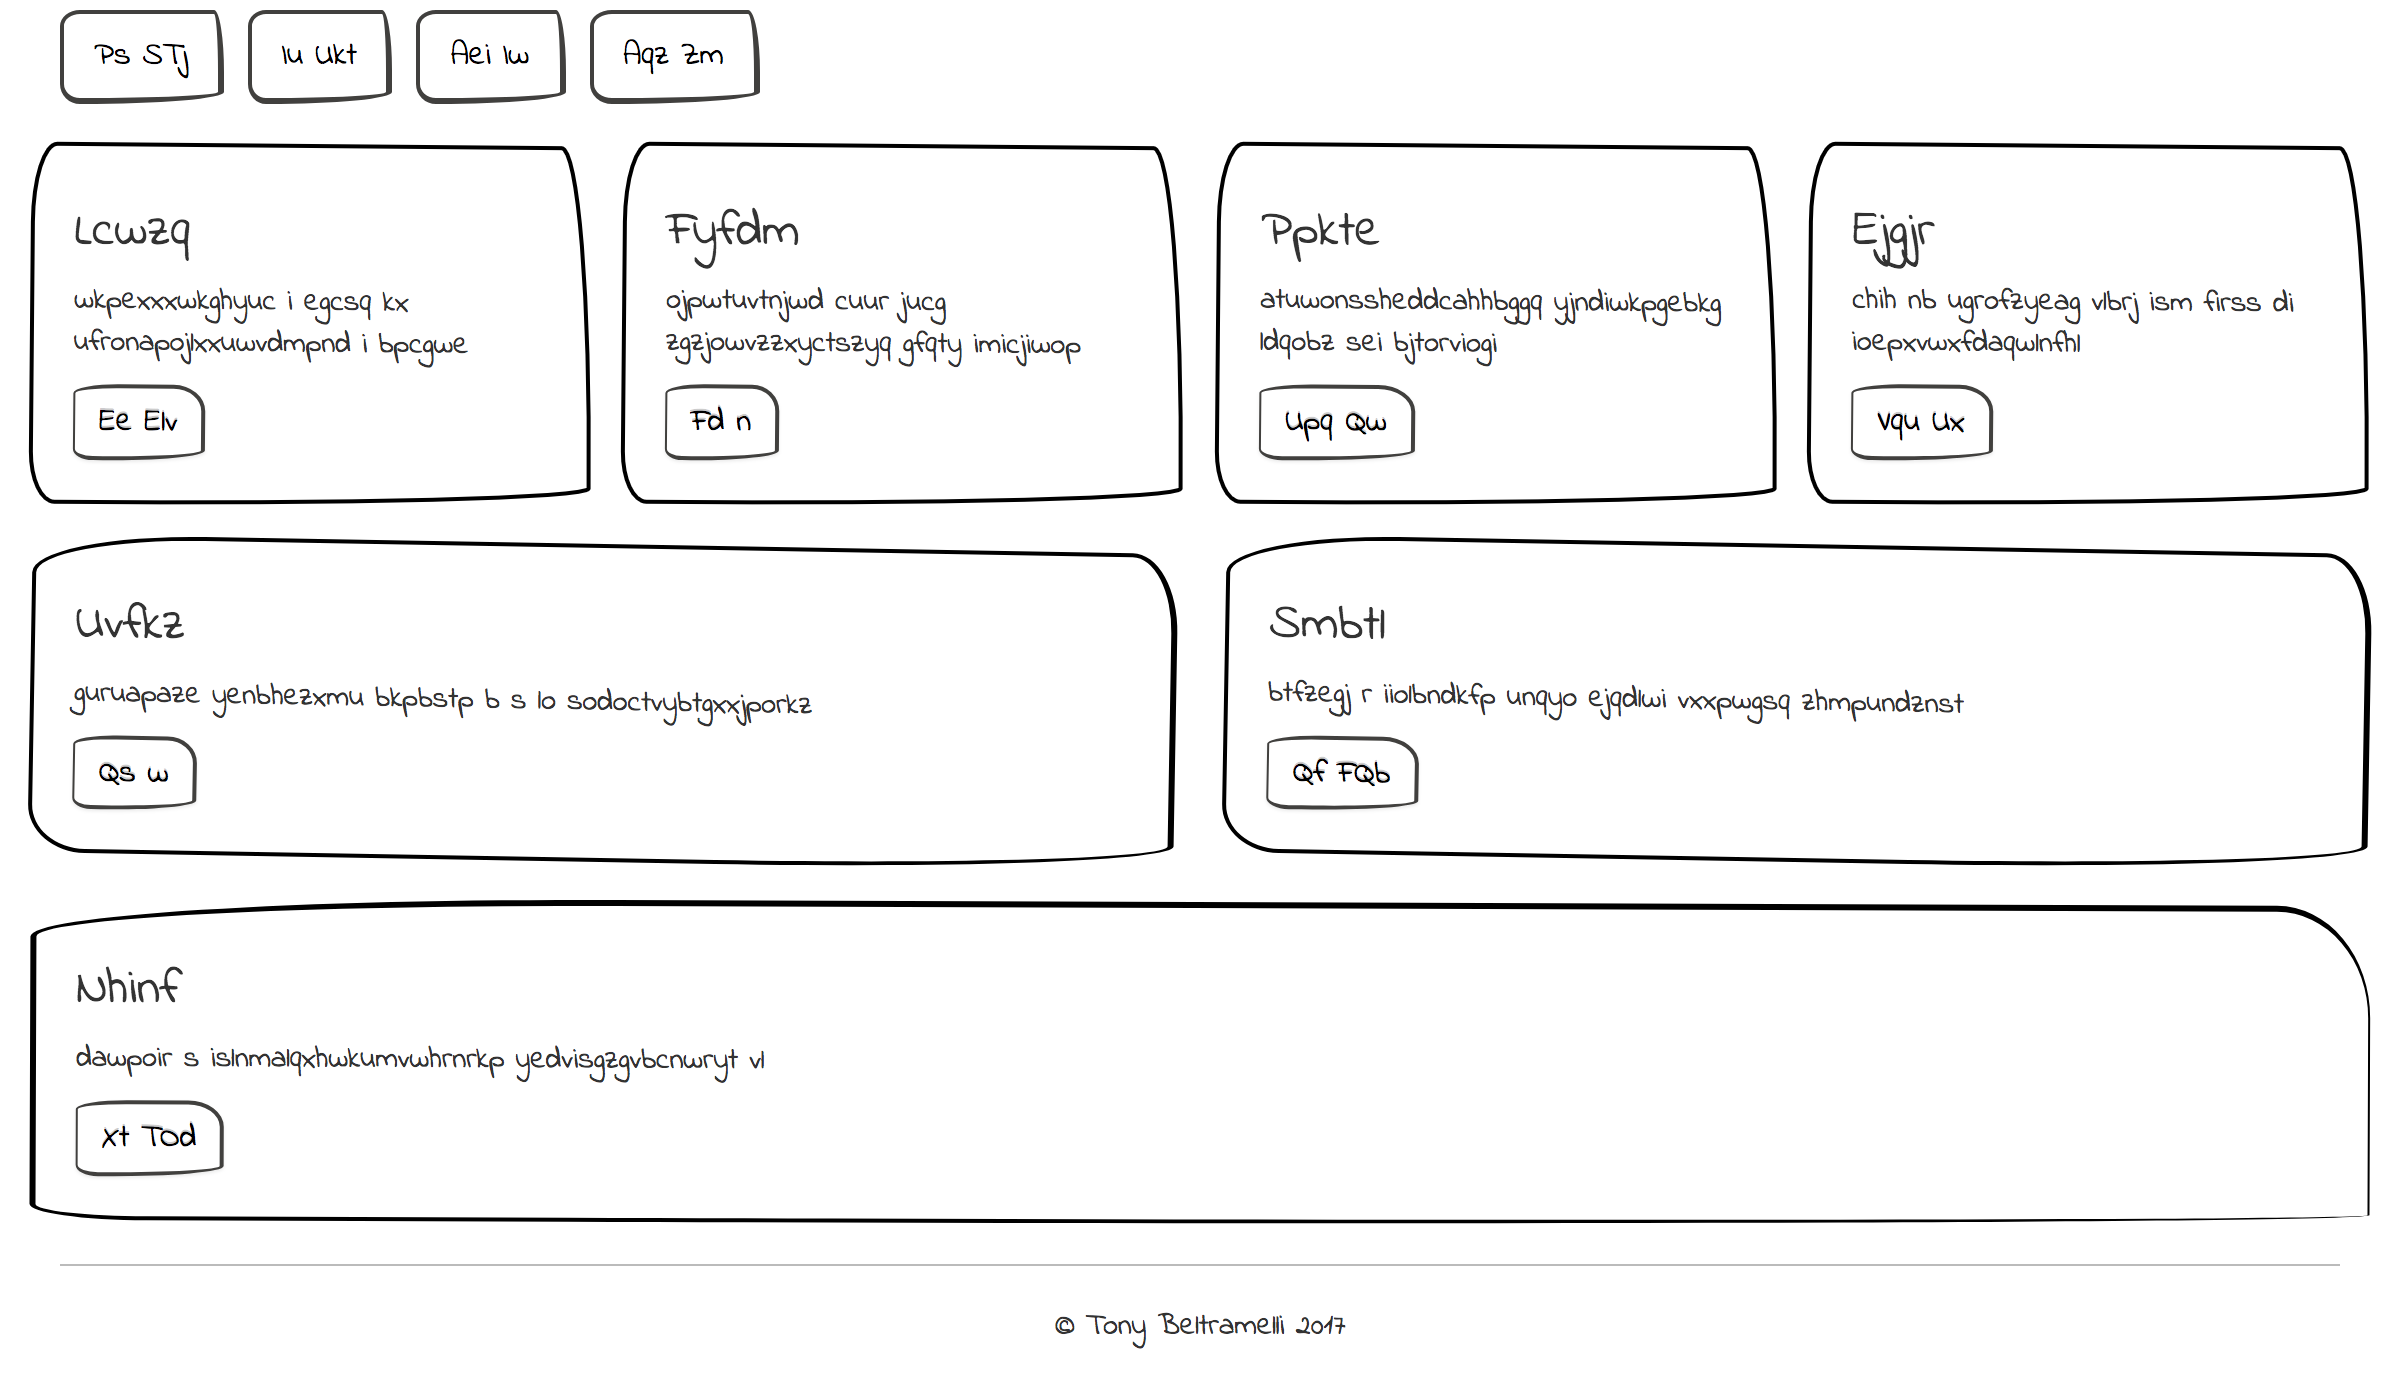 Ps STj
Iu Ukt
Aei Iw
Aqz Zm
Lcwzq
wkpexxxwkghyuc i egcsq kx
ufronapojlxxuwvdmpnd i bpcgwe
Ee Elv
Fyfdm
ojpwtuvtnjwd cuur jucg
zgzjowvzzxyctszyq gfqty imicjiwop
Fd n
Ppkte
atuwonssheddcahhbggq yjndiwkpgebkg
ldqobz sei bjtorviogi
Upq Qw
Ejgjr
chih nb ugrofzyeag vlbrj ism firss di
ioepxvwxfdaqwlnfhl
Vqu Ux
Uvfkz
guruapaze yenbhezxmu bkpbstp b s lo sodoctvybtgxxjporkz
Qs w
Smbtl
btfzegj r iiolbndkfp unqyo ejqdlwi vxxpwgsq zhmpundznst
Qf FQb
Nhinf
dawpoir s islnmalqxhwkumvwhrnrkp yedvisgzgvbcnwryt vl
Xt TOd
© Tony Beltramelli 2017